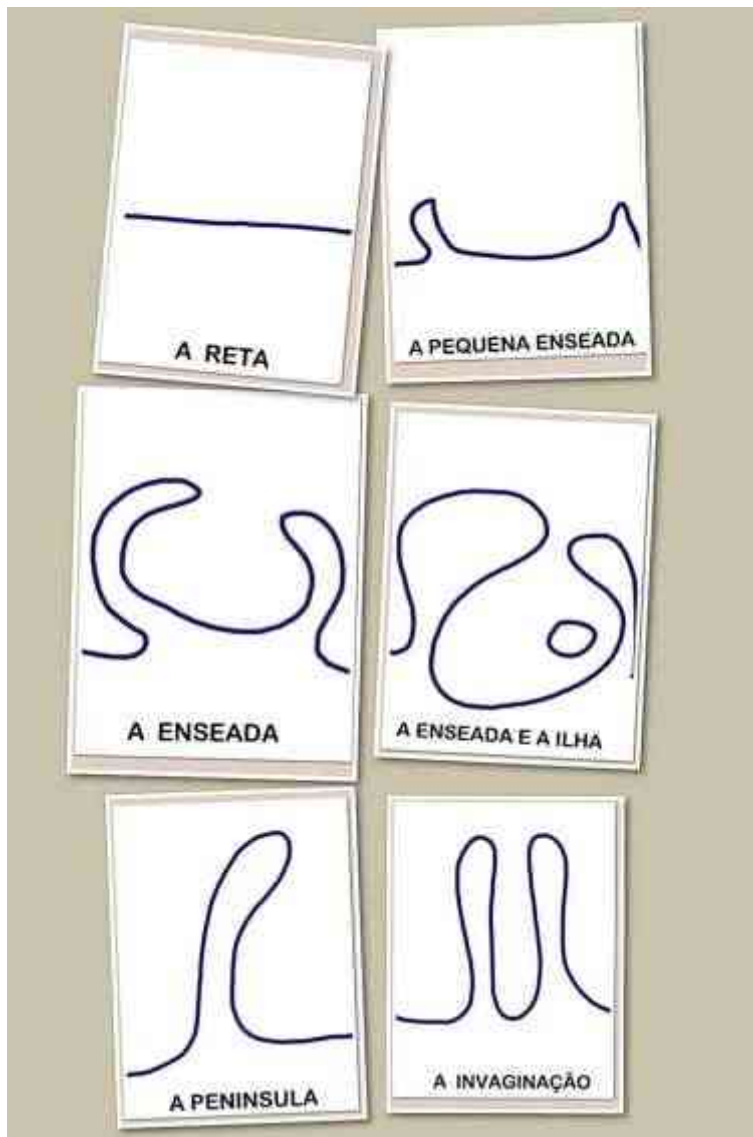 A RETA
A PEQUENA ENSEADA
A ENSEADA
A ENSEADA E A ILHA
A PENINSULA
A INVAGINAÇÃO